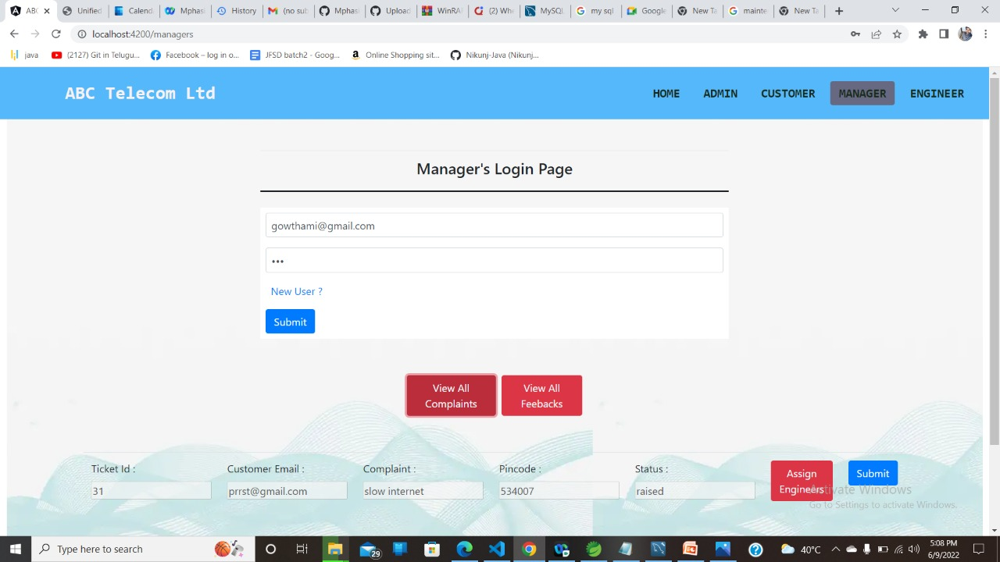 ABC
Unified
Calend
Mphas
History
(no sub
Mphas
Upload
WinRA
(2) Whe
MySQL
my sql
Google
New Ta
mainte
New Ta
localhost:4200/managers
java
(2127) Git in Telugu...
Facebook – log in o...
JFSD batch2 - Goog...
Online Shopping sit...
Nikunj-Java (Nikunj...
ABC Telecom Ltd
HOME ADMIN CUSTOMER MANAGER ENGINEER
Manager's Login Page
gowthami@gmail.com
•••
New User ?
Submit
View All Complaints
View All Feebacks
Ticket Id : Customer Email : Complaint : Pincode : Status :
31 prrst@gmail.com slow internet 534007 raised
Assign Engineers
Submit
Activate Windows
Go to Settings to activate Windows.
Type here to search
29
40°C
5:08 PM
6/9/2022